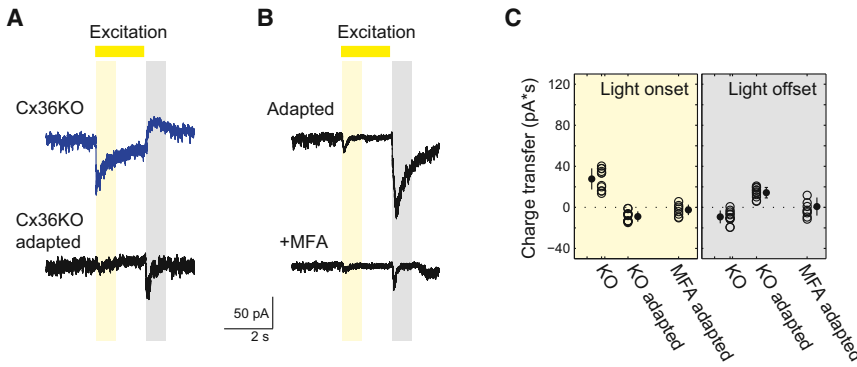 A
Excitation
Cx36KO
Cx36KO
adapted
B
Excitation
Adapted
+MFA
50 pA
2 s
C
Charge transfer (pA*s)
120
80
40
0
−40
Light onset
Light offset
KO
KO adapted
MFA adapted
KO
KO adapted
MFA adapted